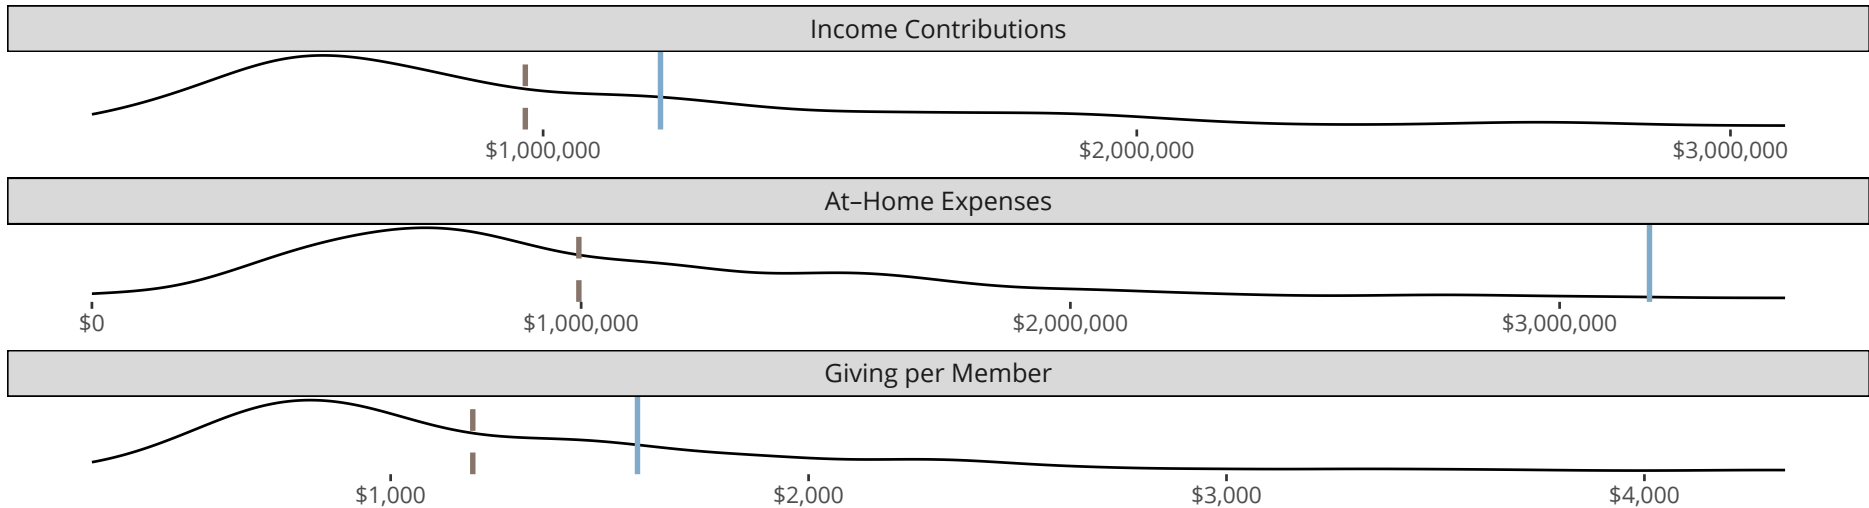 Income Contributions
$1,000,000 $2,000,000 $3,000,000
At–Home Expenses
$0 $1,000,000 $2,000,000 $3,000,000
Giving per Member
$1,000 $2,000 $3,000 $4,000